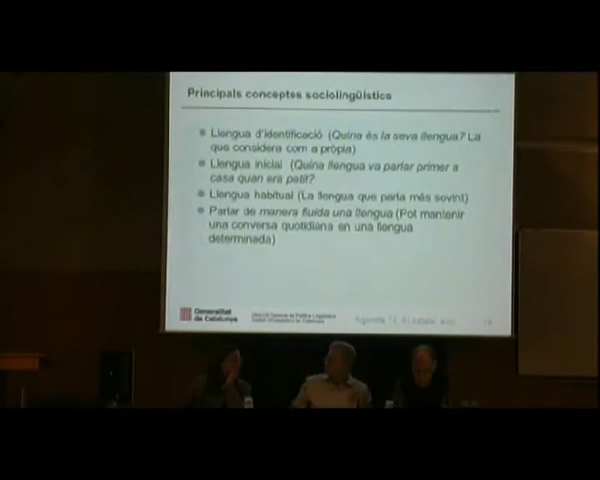 Principals conceptes sociolingüístics
Llengua d'identificació (Quina és la seva llengua? La
que considera com a pròpia)
Llengua inicial (Quina llengua va parlar primer a
casa quan era petit?
Llengua habitual (La llengua que parla més sovint)
Parlar de manera fluida una llengua (Pot mantenir
una conversa quotidiana en una llengua
determinada)
Generalitat
de Catalunya